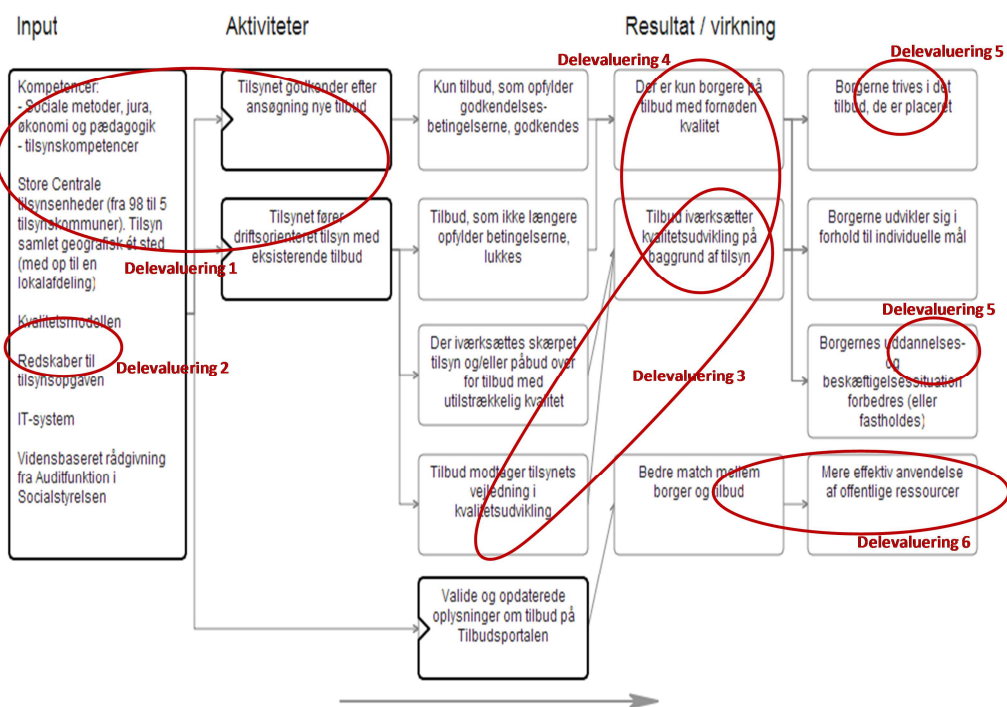 Input
Aktiviteter
Resultat / virkning
Kompetencer:
- Sociale metoder, jura,
økonomi og pædagogik
- tilsynskompetencer
Store Centrale
tilsynsenheder (fra 98 til 5
tilsynskommuner). Tilsyn
samlet geografisk ét sted
(med op til en
lokalafdeling)
Kvalitetsmodellen
Redskaber til
tilsynsopgaven
IT-system
Vidensbaseret rådgivning
fra Auditfunktion i
Socialstyrelsen
Delevaluering 1
Delevaluering 2
Tilsynet godkender efter
ansøgning nye tilbud
Tilsynet fører
driftsorienteret tilsyn med
eksisterende tilbud
Kun tilbud, som opfylder
godkendelses-
betingelserne, godkendes
Tilbud, som ikke længere
opfylder betingelserne,
lukkes
Der iværksættes skærpet
tilsyn og/eller påbud over
for tilbud med
utilstrækkelig kvalitet
Tilbud modtager tilsynets
vejledning i
kvalitetsudvikling
Valide og opdaterede
oplysninger om tilbud på
Tilbudsportalen
Delevaluering 4
Der er kun borgere på
tilbud med fornøden
kvalitet
Tilbud iværksætter
kvalitetsudvikling på
baggrund af tilsyn
Delevaluering 3
Bedre match mellem
borger og tilbud
Delevaluering 5
Borgerne trives i det
tilbud, de er placeret
Borgerne udvikler sig i
forhold til individuelle mål
Delevaluering 5
Borgernes uddannelses-
og
beskæftigelsessituation
forbedres (eller
fastholdes)
Mere effektiv anvendelse
af offentlige ressourcer
Delevaluering 6